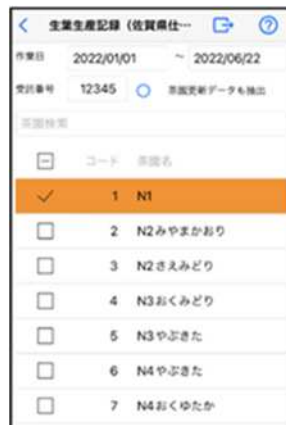 生葉生産記録（佐賀県仕…
作業日 2022/01/01 ~ 2022/06/22
受託番号 12345 茶園更新データも抽出
茶園検索
コード 茶園名
1 N1
2 N2みやまかおり
3 N2さえみどり
4 N3おくみどり
5 N3やぶきた
6 N4やぶきた
7 N4おくゆたか